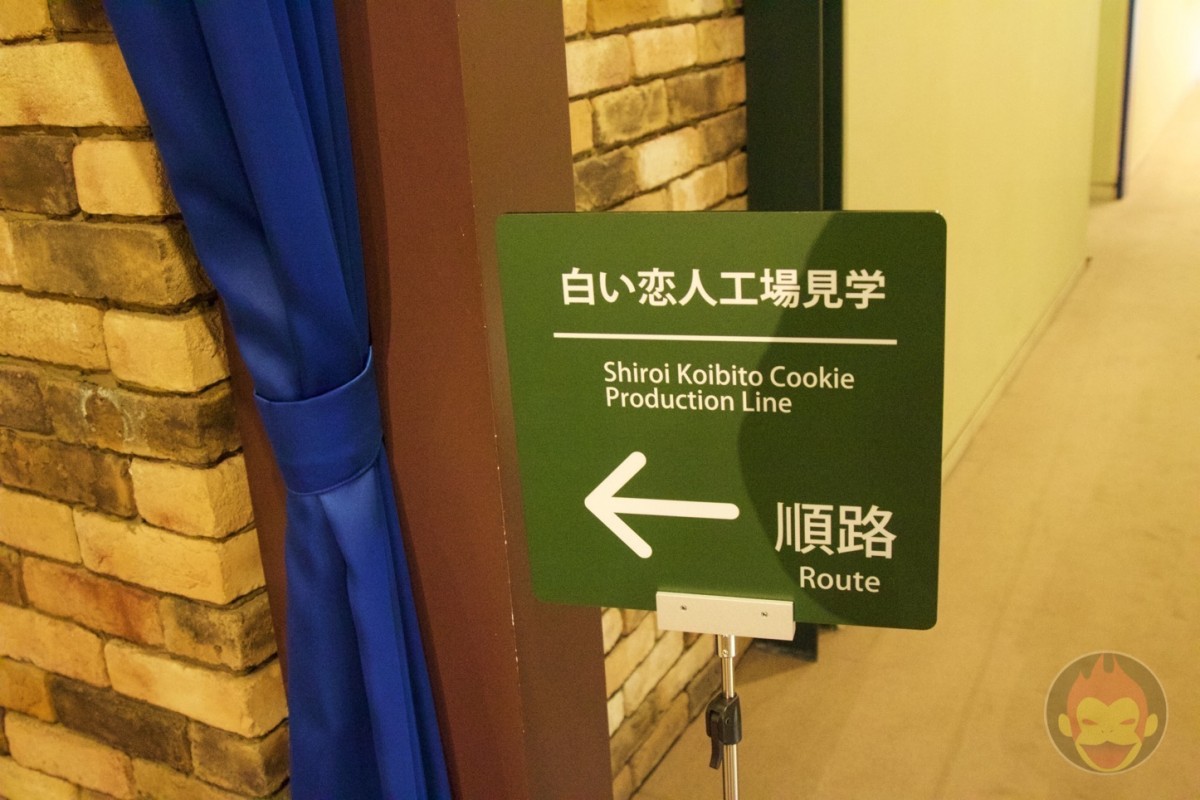 白い恋人工場見学
Shiroi Koibito Cookie
Production Line
順路
Route